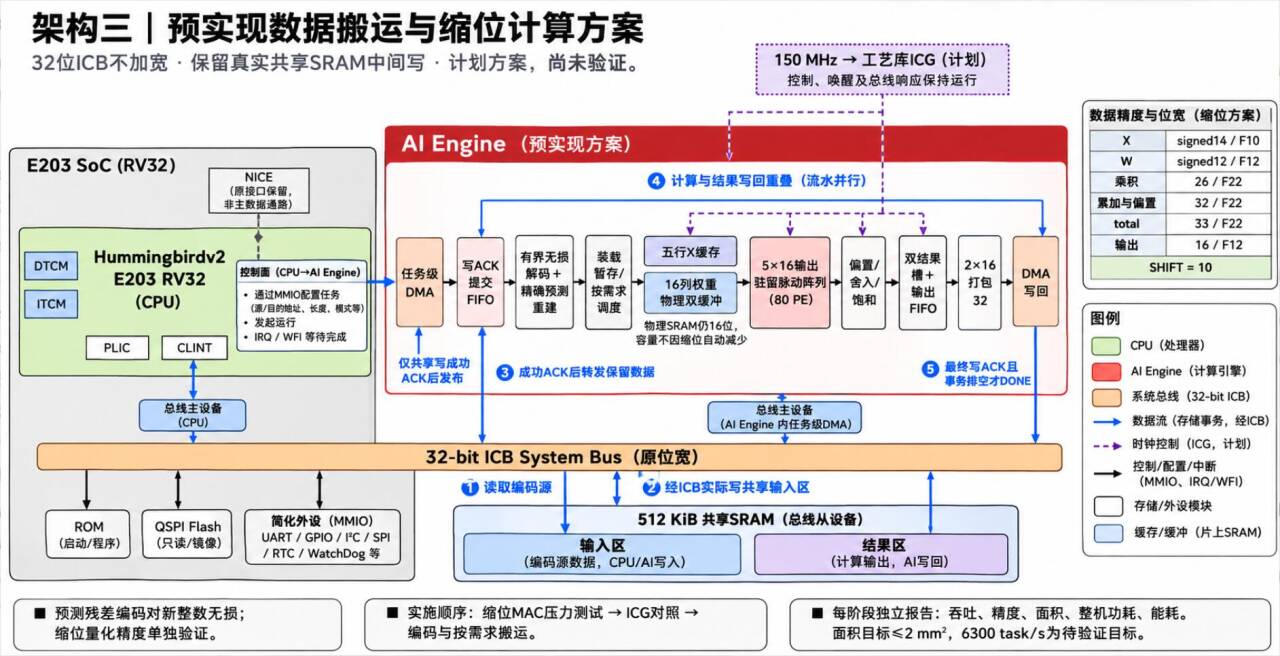 架构三｜预实现数据搬运与缩位计算方案
32位ICB不加宽 · 保留真实共享SRAM中间写 · 计划方案，尚未验证。
150 MHz → 工艺库ICG（计划）
控制、唤醒及总线响应保持运行
数据精度与位宽（缩位方案）
X signed14 / F10
W signed12 / F12
乘积 26 / F22
累加与偏置 32 / F22
total 33 / F22
输出 16 / F12
SHIFT = 10
E203 SoC (RV32)
NICE
（原接口保留，
非主数据通路）
Hummingbirdv2
E203 RV32
(CPU)
DTCM
ITCM
PLIC
CLINT
控制面（CPU→AI Engine）
• 通过MMIO配置任务
（源/目的地址、长度、模式等）
• 发起运行
• IRQ / WFI 等待完成
总线主设备
(CPU)
AI Engine（预实现方案）
4 计算与结果写回重叠（流水并行）
任务级
DMA
写ACK
提交
FIFO
有界无损
解码＋
精确预测
重建
装载
暂存/
按需求
调度
五行X缓存
16列权重
物理双缓冲
物理SRAM仍16位，
容量不因缩位自动减少
5×16输出
驻留脉动阵列
(80 PE)
偏置/
舍入/
饱和
双结果
槽＋
输出
FIFO
2×16
打包
32
DMA
写回
仅共享写成功
ACK后发布
3 成功ACK后转发保留数据
5 最终写ACK且
事务排空才DONE
总线主设备
（AI Engine 内任务级DMA）
32-bit ICB System Bus（原位宽）
1 读取编码源
2 经ICB实际写共享输入区
ROM
（启动/程序）
QSPI Flash
（只读/镜像）
简化外设（MMIO）
UART / GPIO / I²C / SPI
/ RTC / WatchDog 等
512 KiB 共享SRAM（总线从设备）
输入区
（编码源数据，CPU/AI写入）
结果区
（计算输出，AI写回）
图例
CPU（处理器）
AI Engine（计算引擎）
系统总线（32-bit ICB）
数据流（存储事务，经ICB）
时钟控制（ICG，计划）
控制/配置/中断
（MMIO、IRQ/WFI）
存储/外设模块
缓存/缓冲（片上SRAM）
■ 预测残差编码对新整数无损；
缩位量化精度单独验证。
■ 实施顺序：缩位MAC压力测试 → ICG对照 →
编码与按需求搬运。
■ 每阶段独立报告：吞吐、精度、面积、整机功耗、能耗。
面积目标≤2 mm²，6300 task/s为待验证目标。